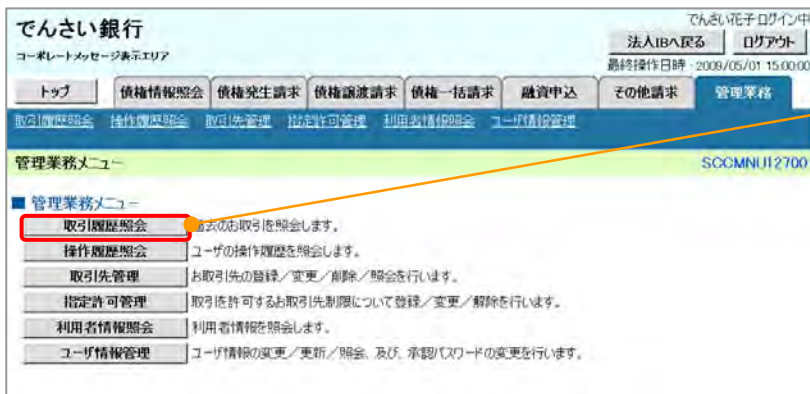 でんさい銀行
コーポレートメッセージ表示エリア
でんさい花子 ログイン中
法人IBへ戻る ログアウト
最終操作日時：2009/05/01 15:00:00
トップ 債権情報照会 債権発生請求 債権譲渡請求 債権一括請求 融資申込 その他請求 管理業務
取引履歴照会 操作履歴照会 取引先管理 指定許可管理 利用者情報照会 ユーザ情報管理
管理業務メニュー SCCMNU12700
■ 管理業務メニュー
取引履歴照会 過去のお取引を照会します。
操作履歴照会 ユーザの操作履歴を照会します。
取引先管理 お取引先の登録／変更／削除／照会を行います。
指定許可管理 取引を許可するお取引先制限について登録／変更／解除を行います。
利用者情報照会 利用者情報を照会します。
ユーザ情報管理 ユーザ情報の変更／更新／照会、及び、承認パスワードの変更を行います。